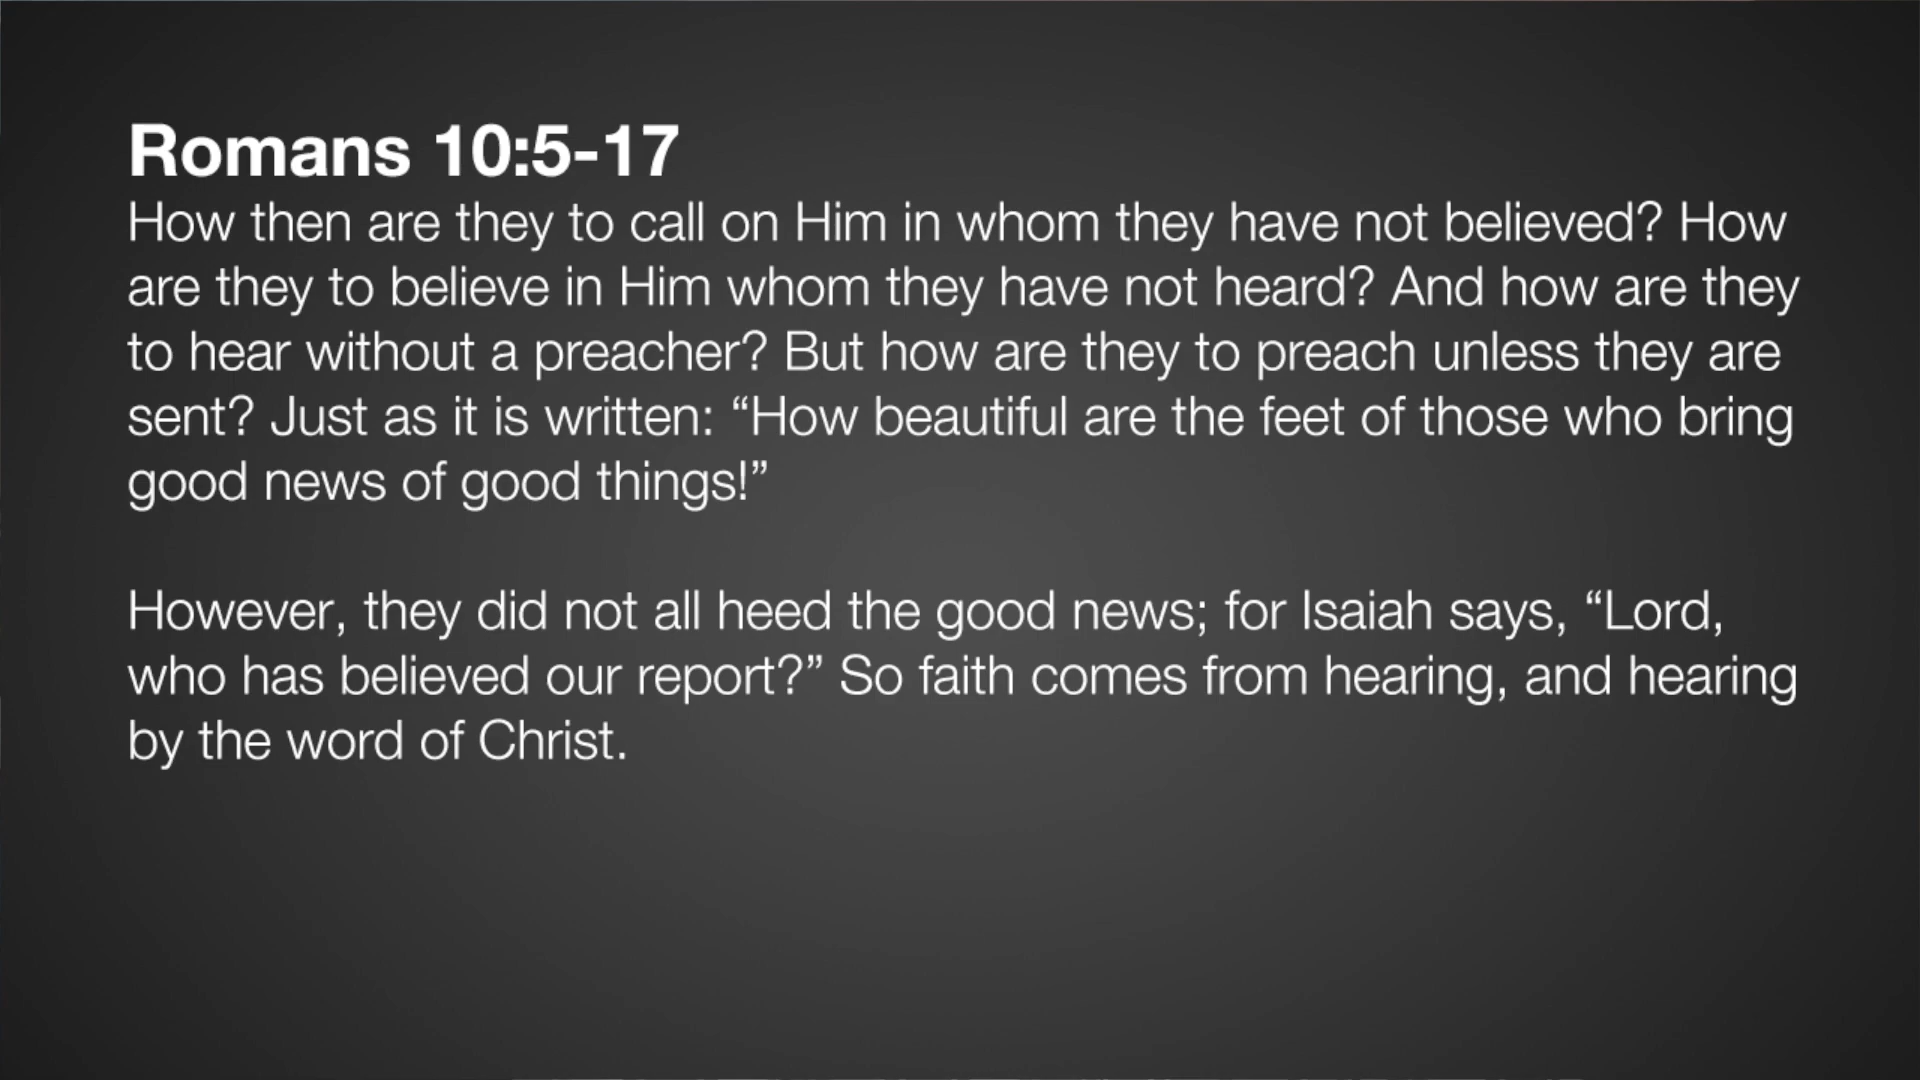 Romans 10:5-17
How then are they to call on Him in whom they have not believed? How
are they to believe in Him whom they have not heard? And how are they
to hear without a preacher? But how are they to preach unless they are
sent? Just as it is written: “How beautiful are the feet of those who bring
good news of good things!”
However, they did not all heed the good news; for Isaiah says, “Lord,
who has believed our report?” So faith comes from hearing, and hearing
by the word of Christ.